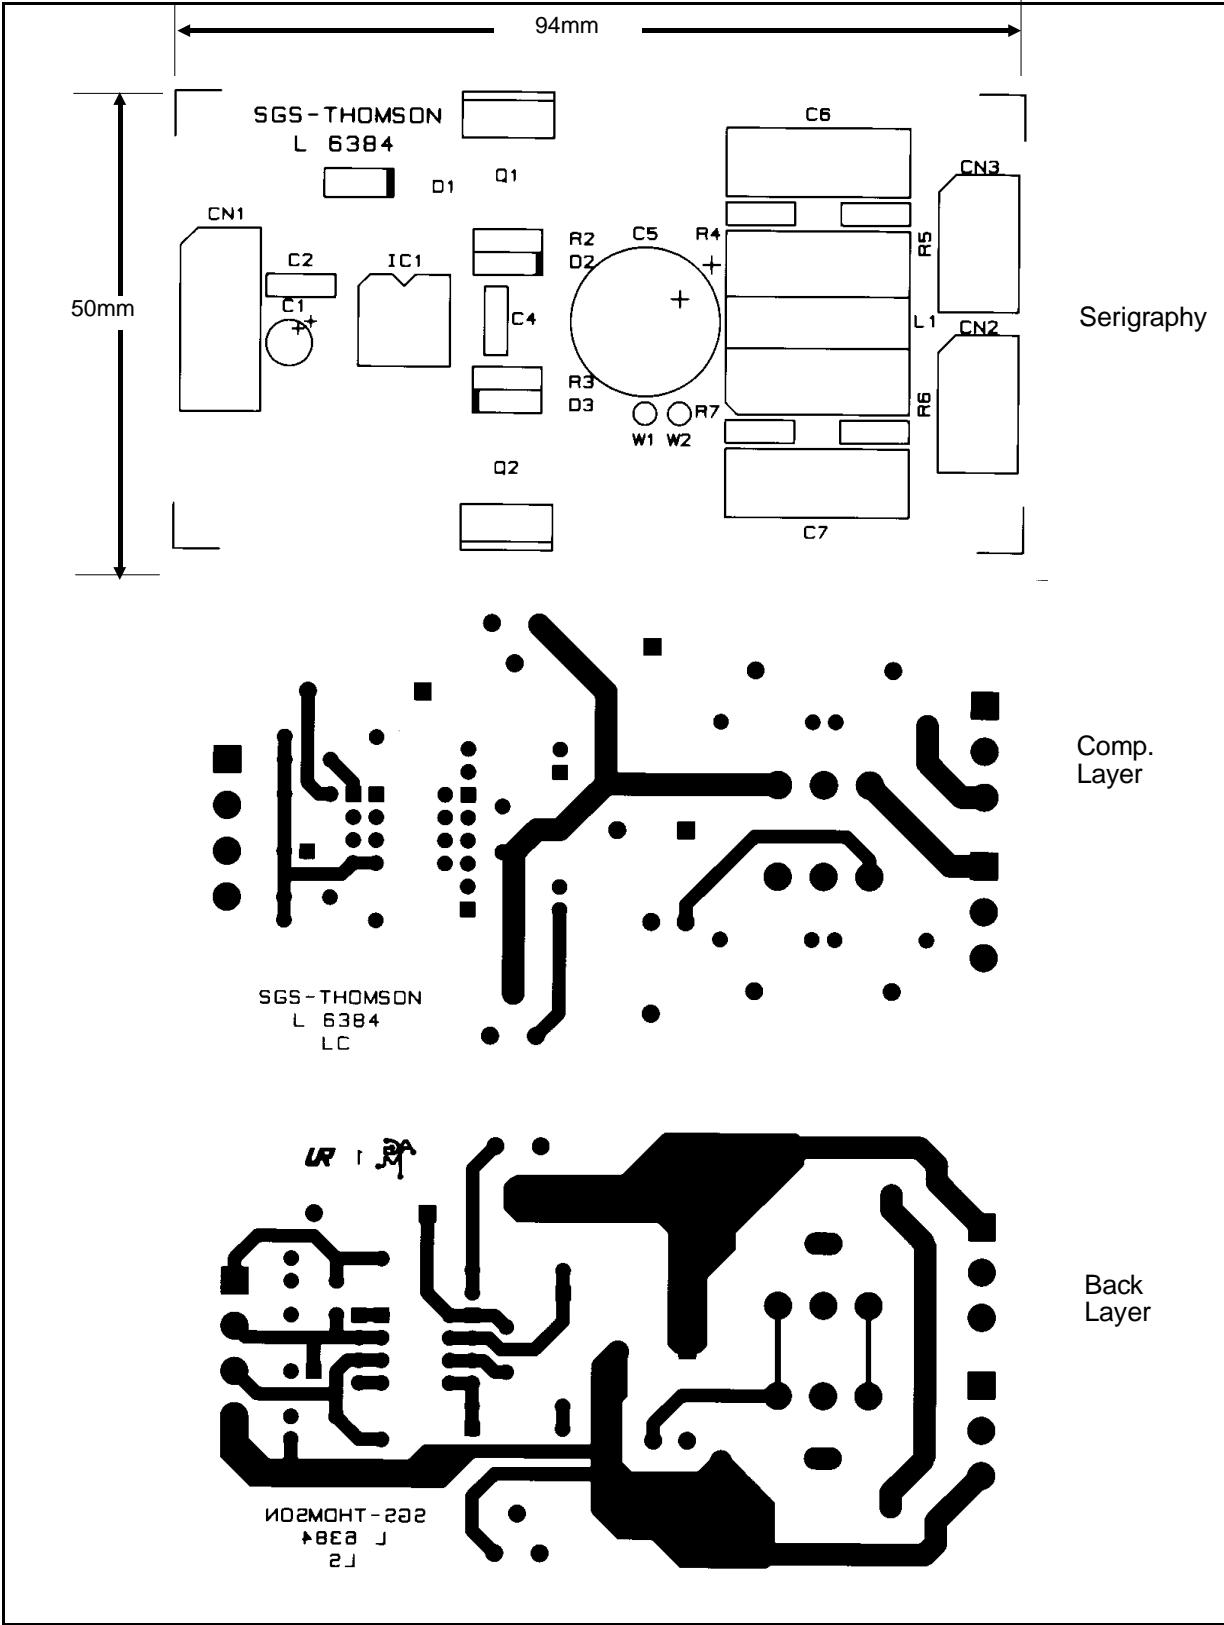 94mm
SGS-THOMSON
L 6384
C6
D1
Q1
CN3
CN1
R2
C5
R4
R5
C2
IC1
D2
50mm
C1
C4
L1
Serigraphy
CN2
R3
D3
R7
R6
W1 W2
Q2
C7
Comp.
Layer
SGS-THOMSON
L 6384
LC
1
Back
Layer
SGS-THOMSON
L 6384
LS